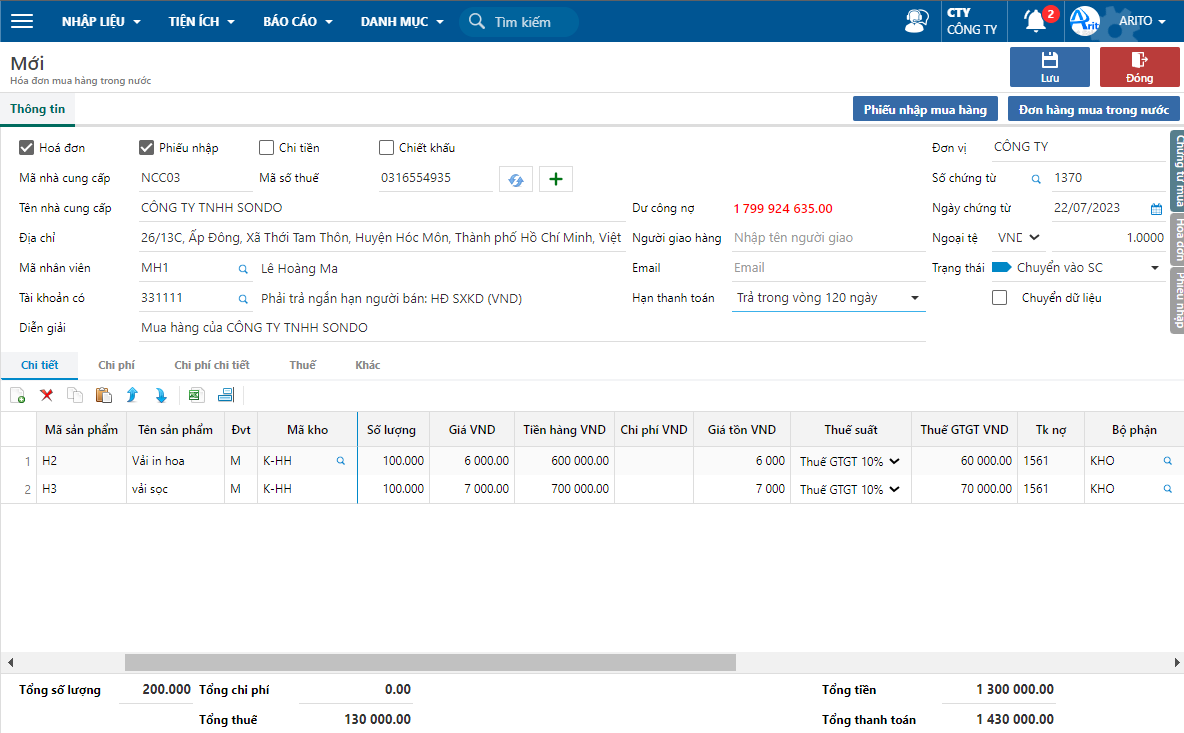 NHẬP LIỆU TIỆN ÍCH BÁO CÁO DANH MỤC Tìm kiếm CTY CÔNG TY 2 Arito ARITO
Mới
Hóa đơn mua hàng trong nước
Lưu Đóng
Thông tin Phiếu nhập mua hàng Đơn hàng mua trong nước
Hoá đơn Phiếu nhập Chi tiền Chiết khấu Đơn vị CÔNG TY
Mã nhà cung cấp NCC03 Mã số thuế 0316554935 Số chứng từ 1370
Tên nhà cung cấp CÔNG TY TNHH SONDO Dư công nợ 1 799 924 635.00 Ngày chứng từ 22/07/2023
Địa chỉ 26/13C, Ấp Đông, Xã Thới Tam Thôn, Huyện Hóc Môn, Thành phố Hồ Chí Minh, Việt Người giao hàng Nhập tên người giao Ngoại tệ VND 1.0000
Mã nhân viên MH1 Lê Hoàng Ma Email Email Trạng thái Chuyển vào SC
Tài khoản có 331111 Phải trả ngắn hạn người bán: HĐ SXKD (VND) Hạn thanh toán Trả trong vòng 120 ngày Chuyển dữ liệu
Diễn giải Mua hàng của CÔNG TY TNHH SONDO
Chứng từ mua
Hóa đơn
Phiếu nhập
Chi tiết Chi phí Chi phí chi tiết Thuế Khác
Mã sản phẩm Tên sản phẩm Đvt Mã kho Số lượng Giá VND Tiền hàng VND Chi phí VND Giá tồn VND Thuế suất Thuế GTGT VND Tk nợ Bộ phận
1 H2 Vải in hoa M K-HH 100.000 6 000.00 600 000.00 6 000 Thuế GTGT 10% 60 000.00 1561 KHO
2 H3 vải sọc M K-HH 100.000 7 000.00 700 000.00 7 000 Thuế GTGT 10% 70 000.00 1561 KHO
Tổng số lượng 200.000 Tổng chi phí 0.00 Tổng tiền 1 300 000.00
Tổng thuế 130 000.00 Tổng thanh toán 1 430 000.00